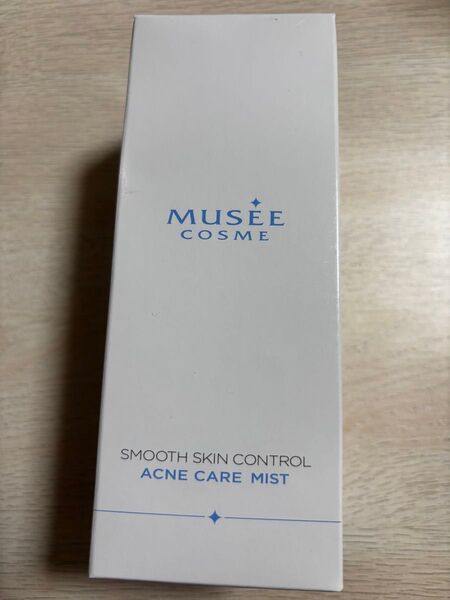 MUSÉE
COSME
SMOOTH SKIN CONTROL
ACNE CARE MIST